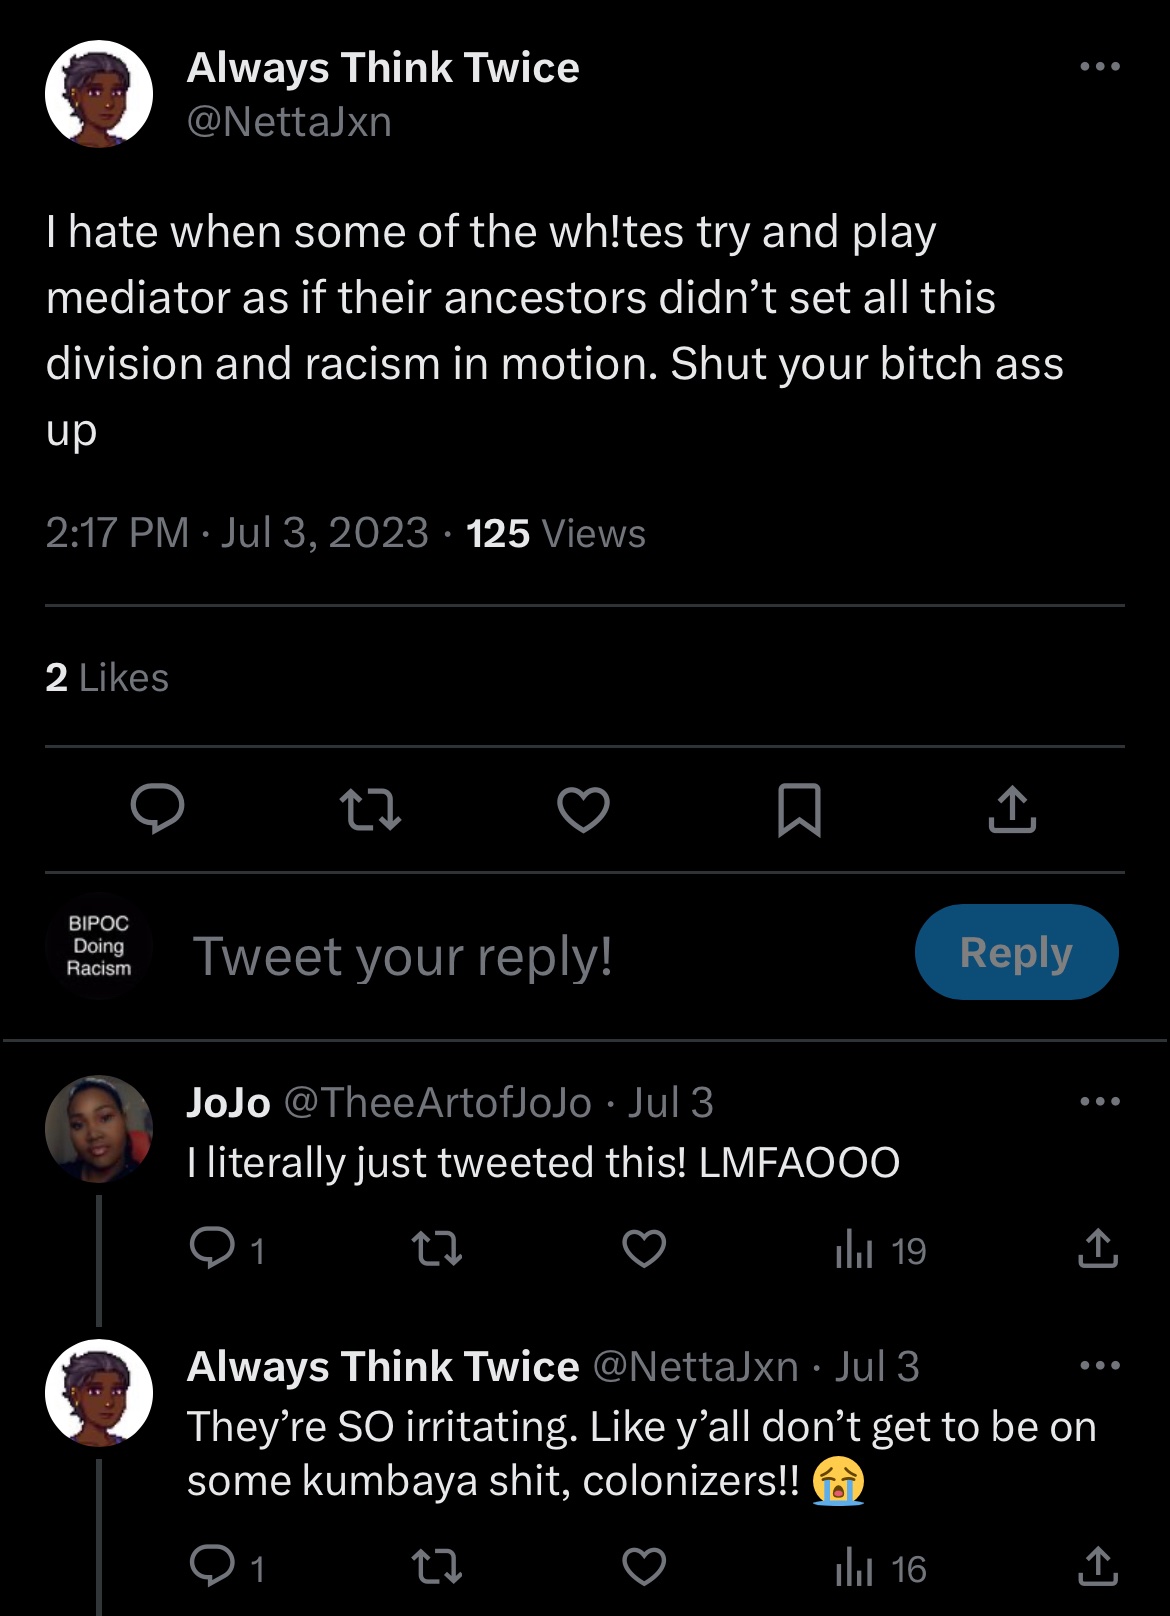 Always Think Twice
@NettaJxn
I hate when some of the wh!tes try and play
mediator as if their ancestors didn’t set all this
division and racism in motion. Shut your bitch ass
up
2:17 PM · Jul 3, 2023 · 125 Views
2 Likes
BIPOC
Doing
Racism
Tweet your reply!
Reply
JoJo @TheeArtofJoJo · Jul 3
I literally just tweeted this! LMFAOOO
1 19
Always Think Twice @NettaJxn · Jul 3
They’re SO irritating. Like y’all don’t get to be on
some kumbaya shit, colonizers!! 😭
1 16